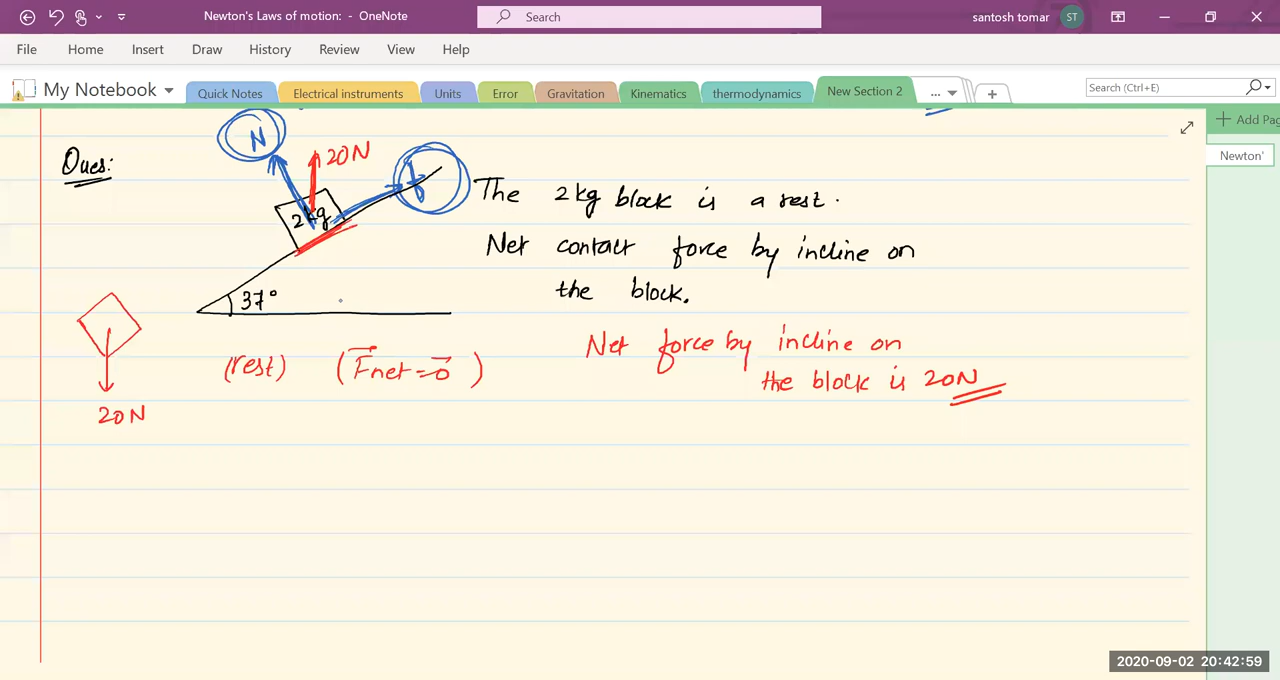 Newton's Laws of motion: - OneNote
Search
santosh tomar
ST
File Home Insert Draw History Review View Help
My Notebook
Quick Notes
Electrical instruments
Units
Error
Gravitation
Kinematics
thermodynamics
New Section 2
...
Search (Ctrl+E)
Add Pag
Newton'
Ques:
N
20N
f
2kg
37°
The 2kg block is a rest.
Net contact force by incline on
the block.
Net force by incline on
the block is 20N
(rest) (Fnet = 0)
20N
2020-09-02 20:42:59